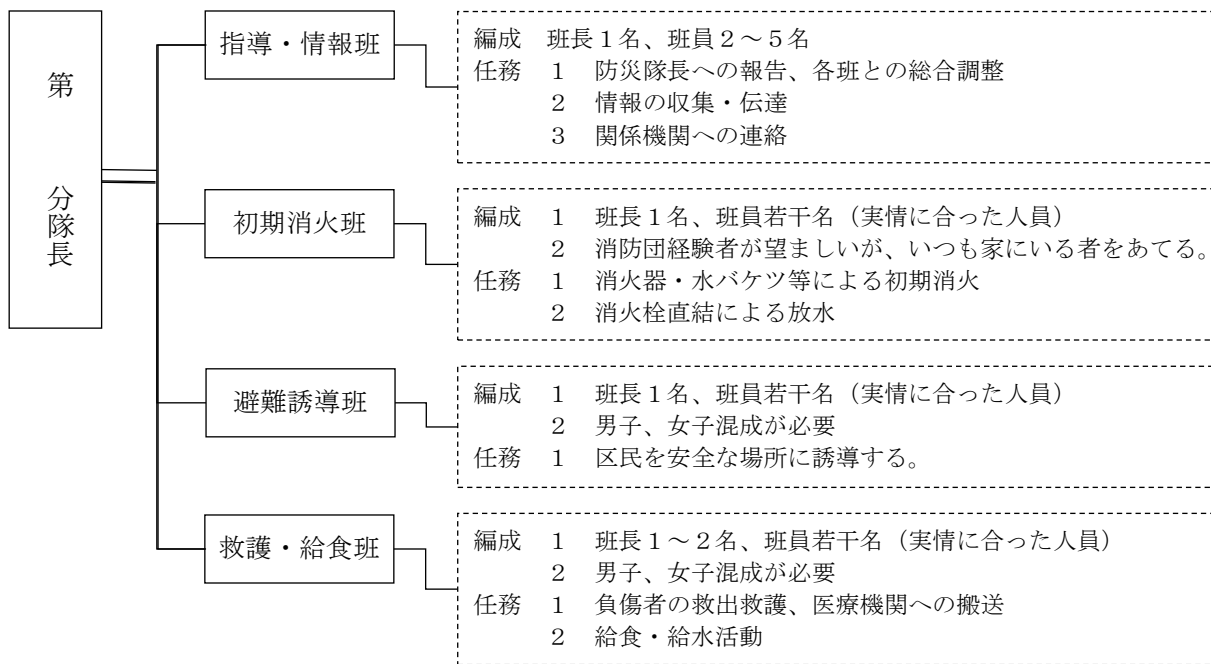 第　　分隊長
指導・情報班
編成　班長１名、班員２～５名
任務　１　防災隊長への報告、各班との総合調整
２　情報の収集・伝達
３　関係機関への連絡
初期消火班
編成　１　班長１名、班員若干名（実情に合った人員）
２　消防団経験者が望ましいが、いつも家にいる者をあてる。
任務　１　消火器・水バケツ等による初期消火
２　消火栓直結による放水
避難誘導班
編成　１　班長１名、班員若干名（実情に合った人員）
２　男子、女子混成が必要
任務　１　区民を安全な場所に誘導する。
救護・給食班
編成　１　班長１～２名、班員若干名（実情に合った人員）
２　男子、女子混成が必要
任務　１　負傷者の救出救護、医療機関への搬送
２　給食・給水活動